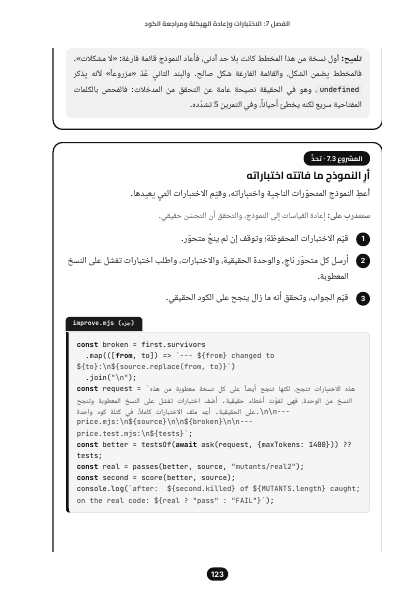 الفصل 7: الاختبارات وإعادة الهيكلة ومراجعة الكود
تلميح: أول نسخة من هذا المخطط كانت بلا حد أدنى، فأعاد النموذج قائمة فارغة: «لا مشكلات».
فالمخطط يضمن الشكل، والقائمة الفارغة شكل صالح. والبند الثاني عُدّ «مزروعاً» لأنه يذكر
undefined، وهو في الحقيقة نصيحة عامة عن التحقق من المدخلات: فالفحص بالكلمات
المفتاحية سريع لكنه يخطئ أحياناً، وفي التمرين 5 تشدّده.
المشروع 7.3 · تحدٍّ
أرِ النموذج ما فاتته اختباراته
أعطِ النموذج المتحوّرات الناجية واختباراته، وقيّم الاختبارات التي يعيدها.
ستتدرب على: إعادة القياسات إلى النموذج، والتحقق أن التحسّن حقيقي.
1 قيّم الاختبارات المحفوظة؛ وتوقف إن لم ينجُ متحوّر.
2 أرسل كل متحوّر ناجٍ، والوحدة الحقيقية، والاختبارات، واطلب اختبارات تفشل على النسخ
المعطوبة.
3 قيّم الجواب، وتحقق أنه ما زال ينجح على الكود الحقيقي.
improve.mjs (جزء)
const broken = first.survivors
.map(([from, to]) => `--- ${from} changed to
${to}:\n${source.replace(from, to)}`)
.join("\n");
const request = `هذه الاختبارات تنجح، لكنها تنجح أيضاً على كل نسخة معطوبة من هذه
النسخ من الوحدة، فهي تفوّت أخطاء حقيقية. أضف اختبارات تفشل على النسخ المعطوبة وتنجح
على الحقيقية. أعد ملف الاختبارات كاملاً، في كتلة كود واحدة.\n\n---
price.mjs:\n${source}\n\n${broken}\n\n---
price.test.mjs:\n${tests}`;
const better = testsOf(await ask(request, {maxTokens: 1400})) ??
tests;
const real = passes(better, source, "mutants/real2");
const second = score(better, source);
console.log(`after:  ${second.killed} of ${MUTANTS.length} caught;
on the real code: ${real ? "pass" : "FAIL"}`);
123